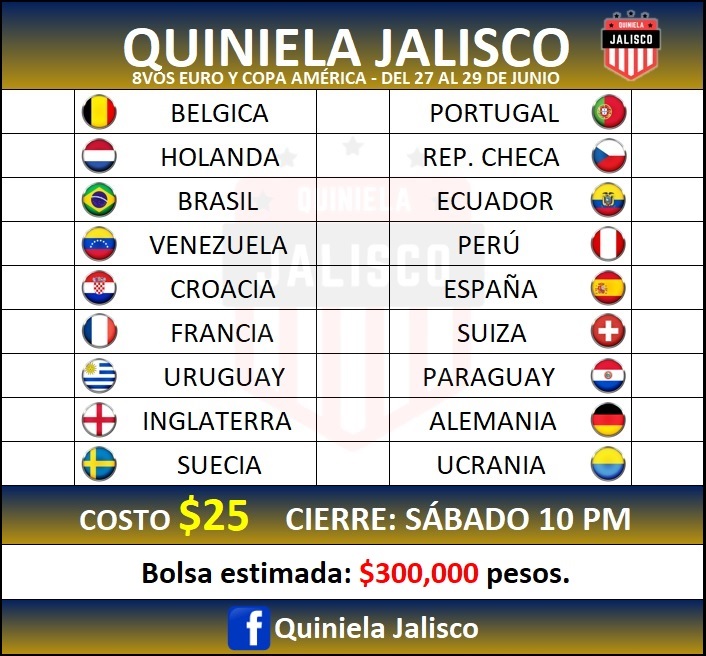 QUINIELA JALISCO
8VOS EURO Y COPA AMÉRICA - DEL 27 AL 29 DE JUNIO
QUINIELA
JALISCO
BELGICA PORTUGAL
HOLANDA REP. CHECA
BRASIL ECUADOR
VENEZUELA PERÚ
CROACIA ESPAÑA
FRANCIA SUIZA
URUGUAY PARAGUAY
INGLATERRA ALEMANIA
SUECIA UCRANIA
QUINIELA
JALISCO
COSTO $25 CIERRE: SÁBADO 10 PM
Bolsa estimada: $300,000 pesos.
f Quiniela Jalisco